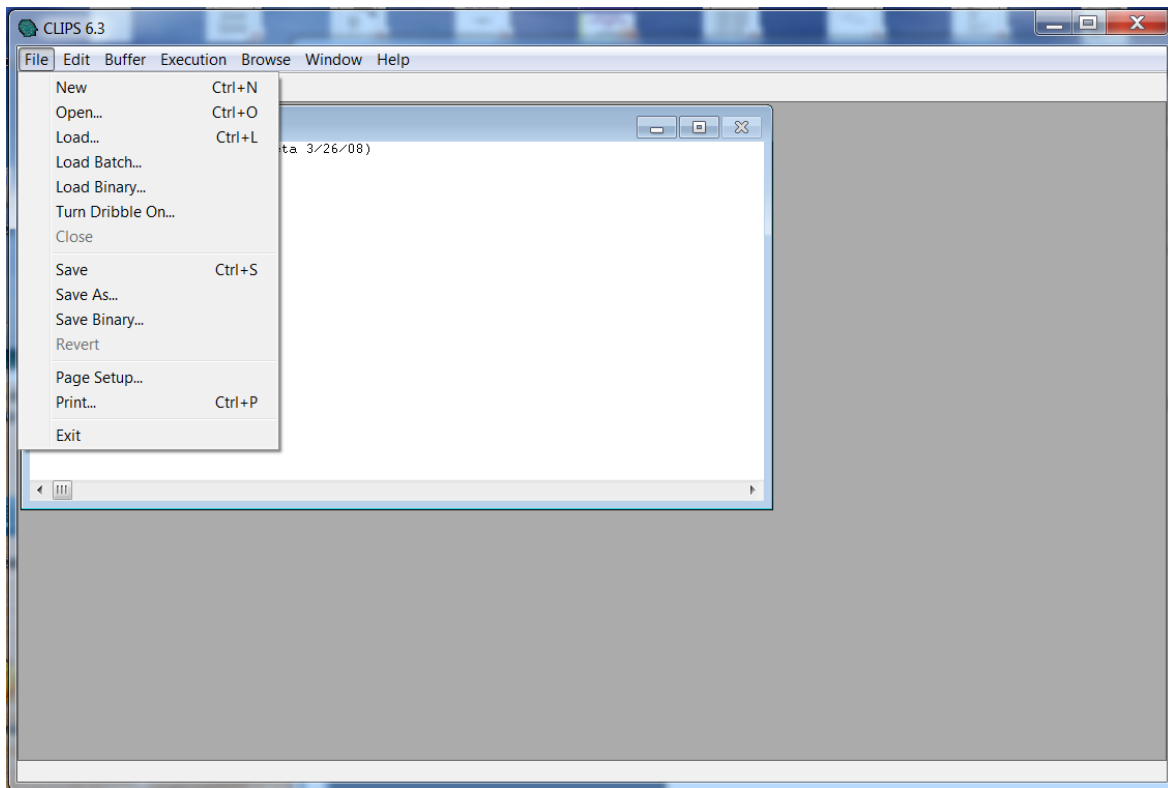 CLIPS 6.3
File Edit Buffer Execution Browse Window Help
New Ctrl+N
Open... Ctrl+O
Load... Ctrl+L
ta 3/26/08)
Load Batch...
Load Binary...
Turn Dribble On...
Close
Save Ctrl+S
Save As...
Save Binary...
Revert
Page Setup...
Print... Ctrl+P
Exit